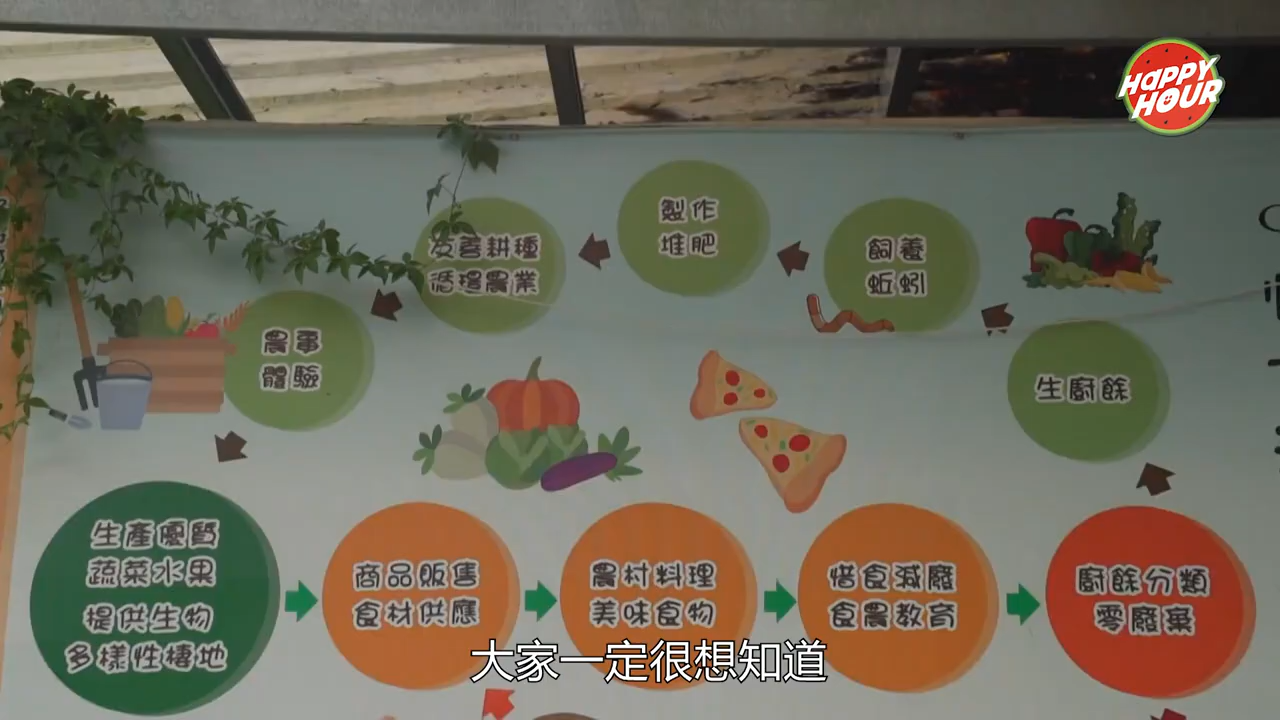 HAPPY
HOUR
製作
堆肥
友善耕種
循環農業
飼養
蚯蚓
農事
體驗
生廚餘
生產優質
蔬菜水果
提供生物
多樣性棲地
商品販售
食材供應
農村料理
美味食物
惜食減廢
食農教育
廚餘分類
零廢棄
大家一定很想知道